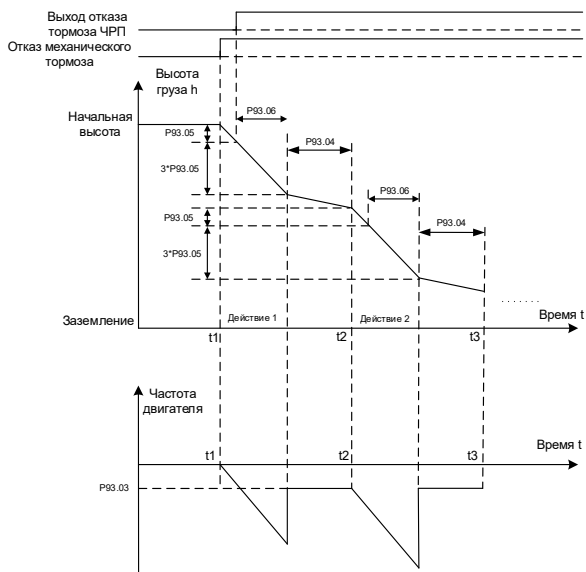 Выход отказа
тормоза ЧРП
Отказ механического
тормоза
Высота
груза h
Начальная
высота
P93.06
P93.05
P93.04
3*P93.05
P93.06
P93.05
P93.04
3*P93.05
.......
Заземление
Действие 1
Действие 2
Время t
t1
t2
t3
Частота
двигателя
Время t
t1
t2
t3
P93.03